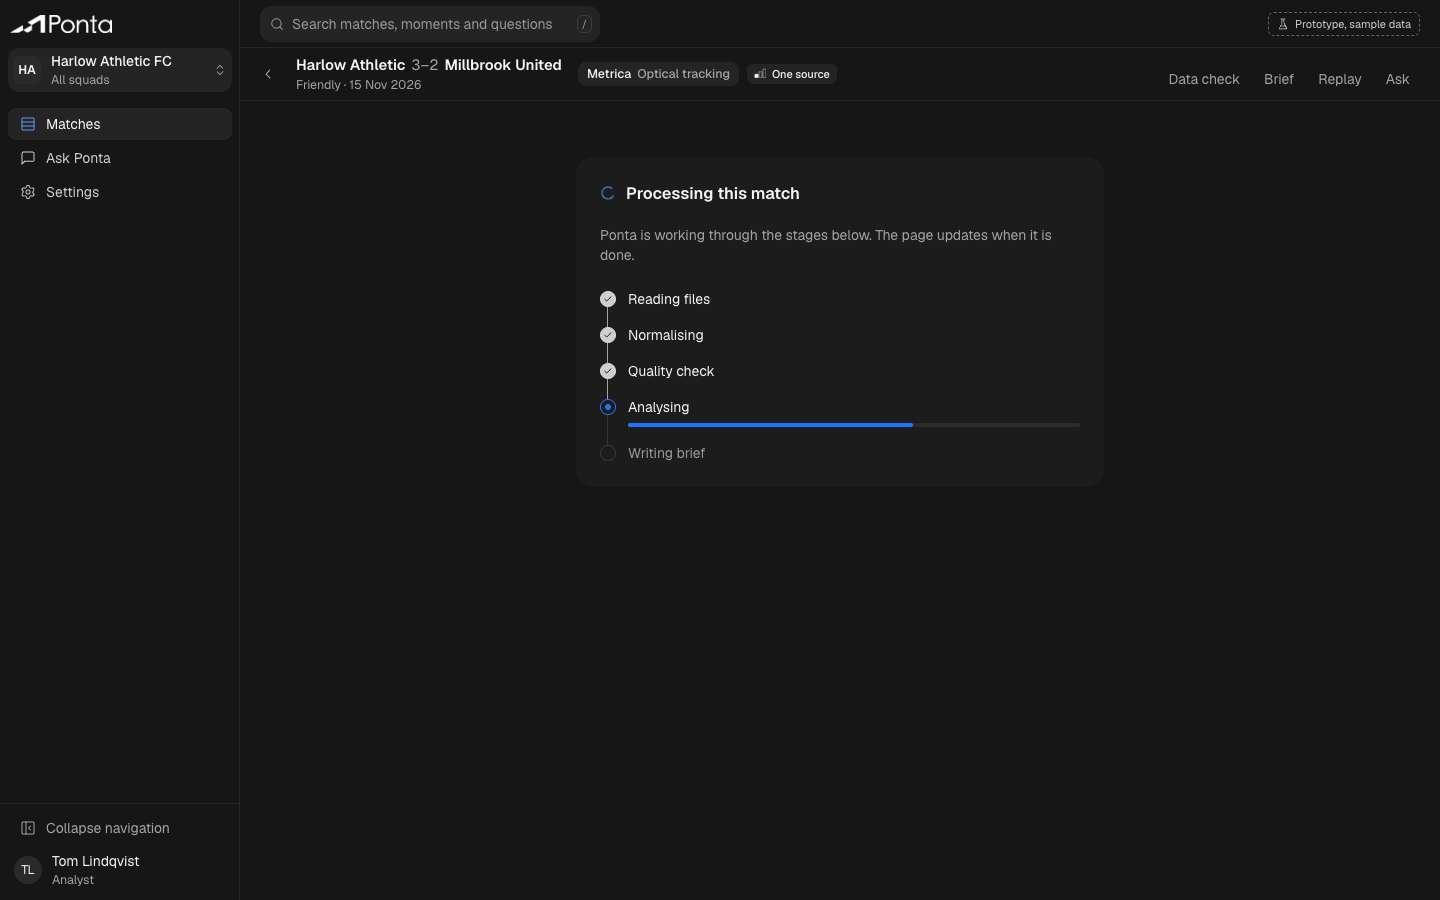 Ponta
HA
Harlow Athletic FC
All squads
Matches
Ask Ponta
Settings
Collapse navigation
TL
Tom Lindqvist
Analyst
Search matches, moments and questions
/
Prototype, sample data
Harlow Athletic 3–2 Millbrook United
Friendly · 15 Nov 2026
Metrica Optical tracking
One source
Data check
Brief
Replay
Ask
Processing this match
Ponta is working through the stages below. The page updates when it is
done.
Reading files
Normalising
Quality check
Analysing
Writing brief